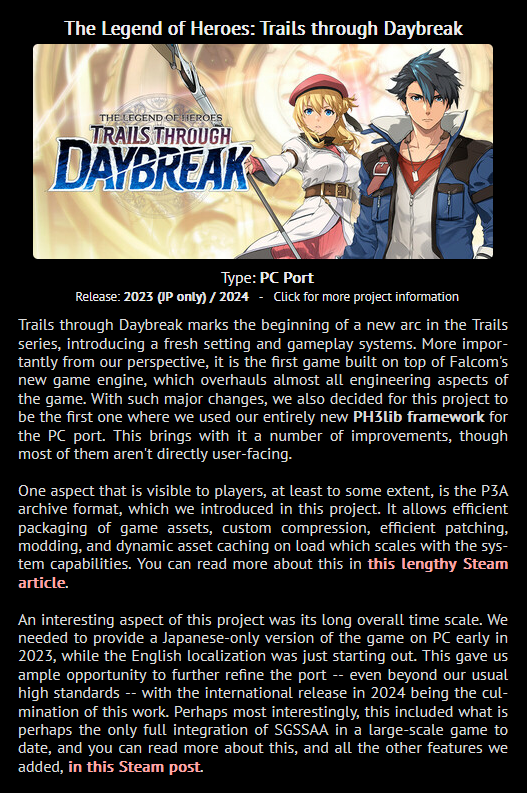 The Legend of Heroes: Trails through Daybreak
THE LEGEND OF HEROES
TRAILS THROUGH
DAYBREAK
Type: PC Port
Release: 2023 (JP only) / 2024 - Click for more project information
Trails through Daybreak marks the beginning of a new arc in the Trails
series, introducing a fresh setting and gameplay systems. More impor-
tantly from our perspective, it is the first game built on top of Falcom's
new game engine, which overhauls almost all engineering aspects of
the game. With such major changes, we also decided for this project to
be the first one where we used our entirely new PH3lib framework for
the PC port. This brings with it a number of improvements, though
most of them aren't directly user-facing.
One aspect that is visible to players, at least to some extent, is the P3A
archive format, which we introduced in this project. It allows efficient
packaging of game assets, custom compression, efficient patching,
modding, and dynamic asset caching on load which scales with the sys-
tem capabilities. You can read more about this in this lengthy Steam
article.
An interesting aspect of this project was its long overall time scale. We
needed to provide a Japanese-only version of the game on PC early in
2023, while the English localization was just starting out. This gave us
ample opportunity to further refine the port -- even beyond our usual
high standards -- with the international release in 2024 being the cul-
mination of this work. Perhaps most interestingly, this included what is
perhaps the only full integration of SGSSAA in a large-scale game to
date, and you can read more about this, and all the other features we
added, in this Steam post.